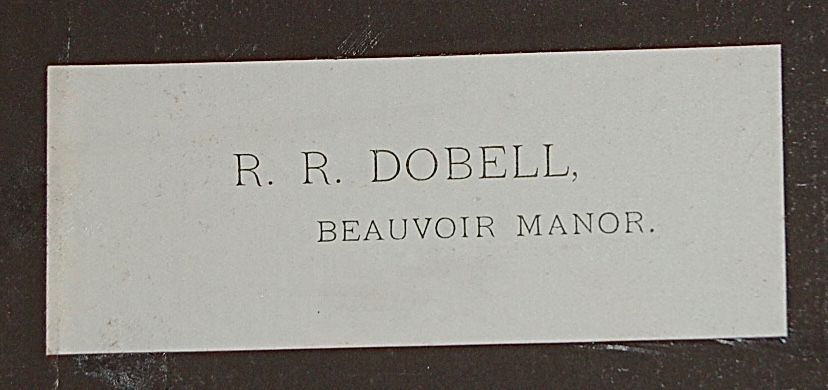 R. R. DOBELL,
BEAUVOIR MANOR.